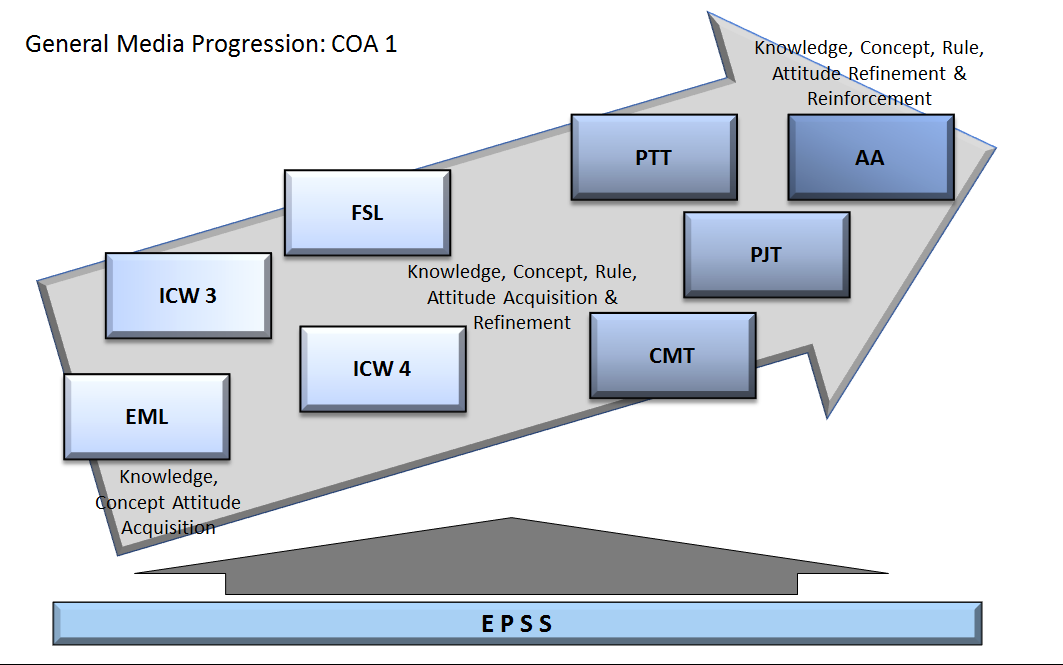 General Media Progression: COA 1
Knowledge, Concept, Rule,
Attitude Refinement &
Reinforcement
PTT
AA
FSL
PJT
Knowledge, Concept, Rule,
Attitude Acquisition &
Refinement
ICW 3
CMT
ICW 4
EML
Knowledge,
Concept Attitude
Acquisition
E P S S